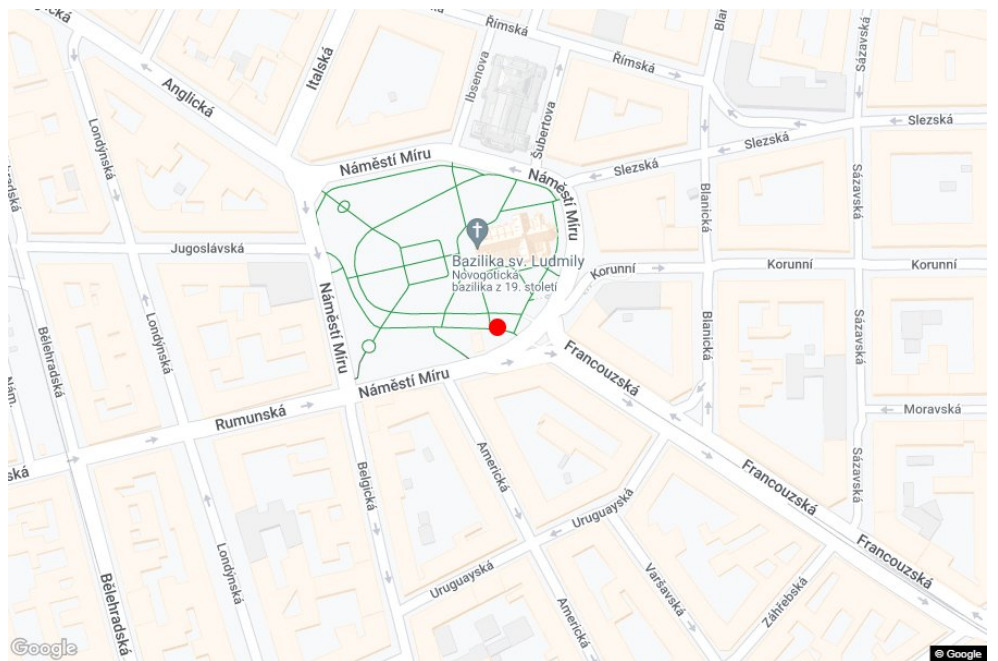 Římská
Římská
Sázavská
Italská
Ibsenova
Anglická
Šubertova
Slezská
Slezská
Slezská
Londýnská
Náměstí Míru
Náměstí Míru
Blanická
Sázavská
Jugoslávská
Bazilika sv. Ludmily
Novogotická
bazilika z 19. století
Korunní
Korunní
Korunní
Náměstí Míru
Londýnská
Bělehradská
Blanická
Sázavská
Francouzská
Náměstí Míru
Nám.
Rumunská
Moravská
Americká
Belgická
Sázavská
Francouzská
Uruguayská
Londýnská
Francouzská
Uruguayská
Varšavská
Záhřebská
Bělehradská
Americká
Google
© Google